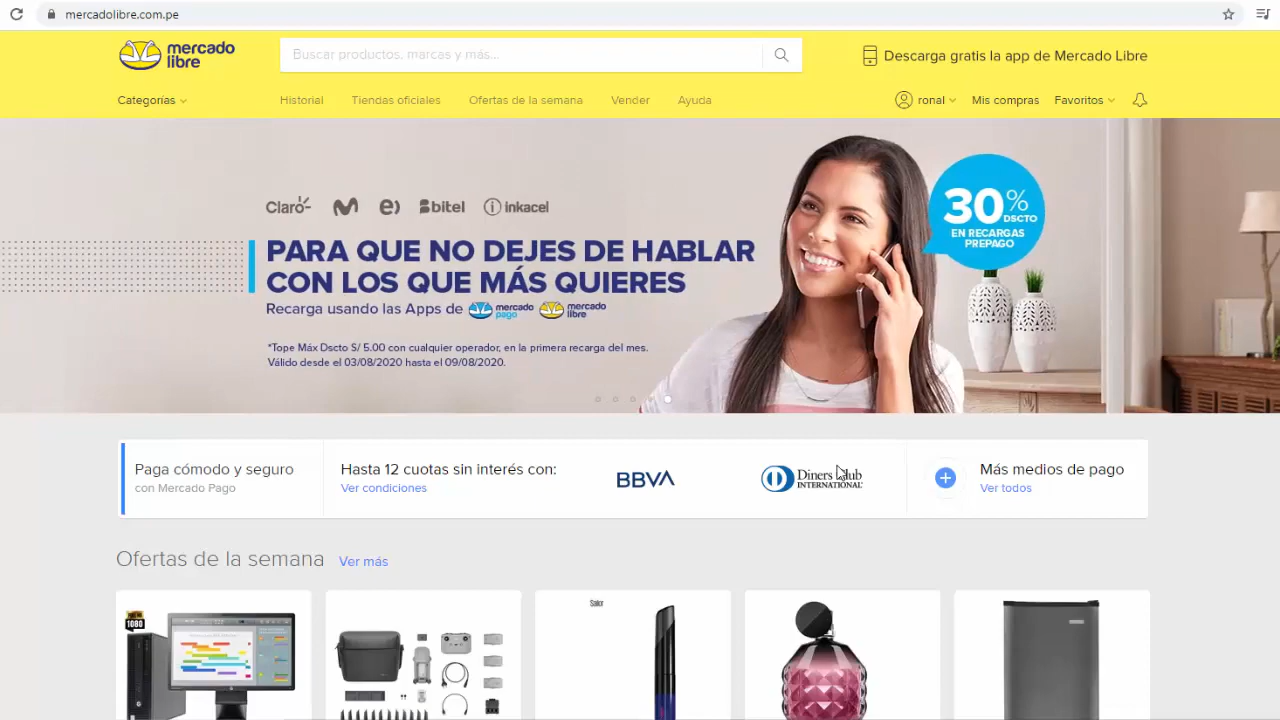 mercadolibre.com.pe
mercado
libre
Buscar productos, marcas y más...
Descarga gratis la app de Mercado Libre
Categorías
Historial
Tiendas oficiales
Ofertas de la semana
Vender
Ayuda
ronal
Mis compras
Favoritos
Claro
e)
Bbitel
inkacel
PARA QUE NO DEJES DE HABLAR
CON LOS QUE MÁS QUIERES
Recarga usando las Apps de mercado pago mercado libre
*Tope Máx Dscto S/ 5.00 con cualquier operador, en la primera recarga del mes.
Válido desde el 03/08/2020 hasta el 09/08/2020.
30%
DSCTO
EN RECARGAS
PREPAGO
Paga cómodo y seguro
con Mercado Pago
Hasta 12 cuotas sin interés con:
Ver condiciones
BBVA
Diners Club
INTERNATIONAL
Más medios de pago
Ver todos
Ofertas de la semana
Ver más
1080